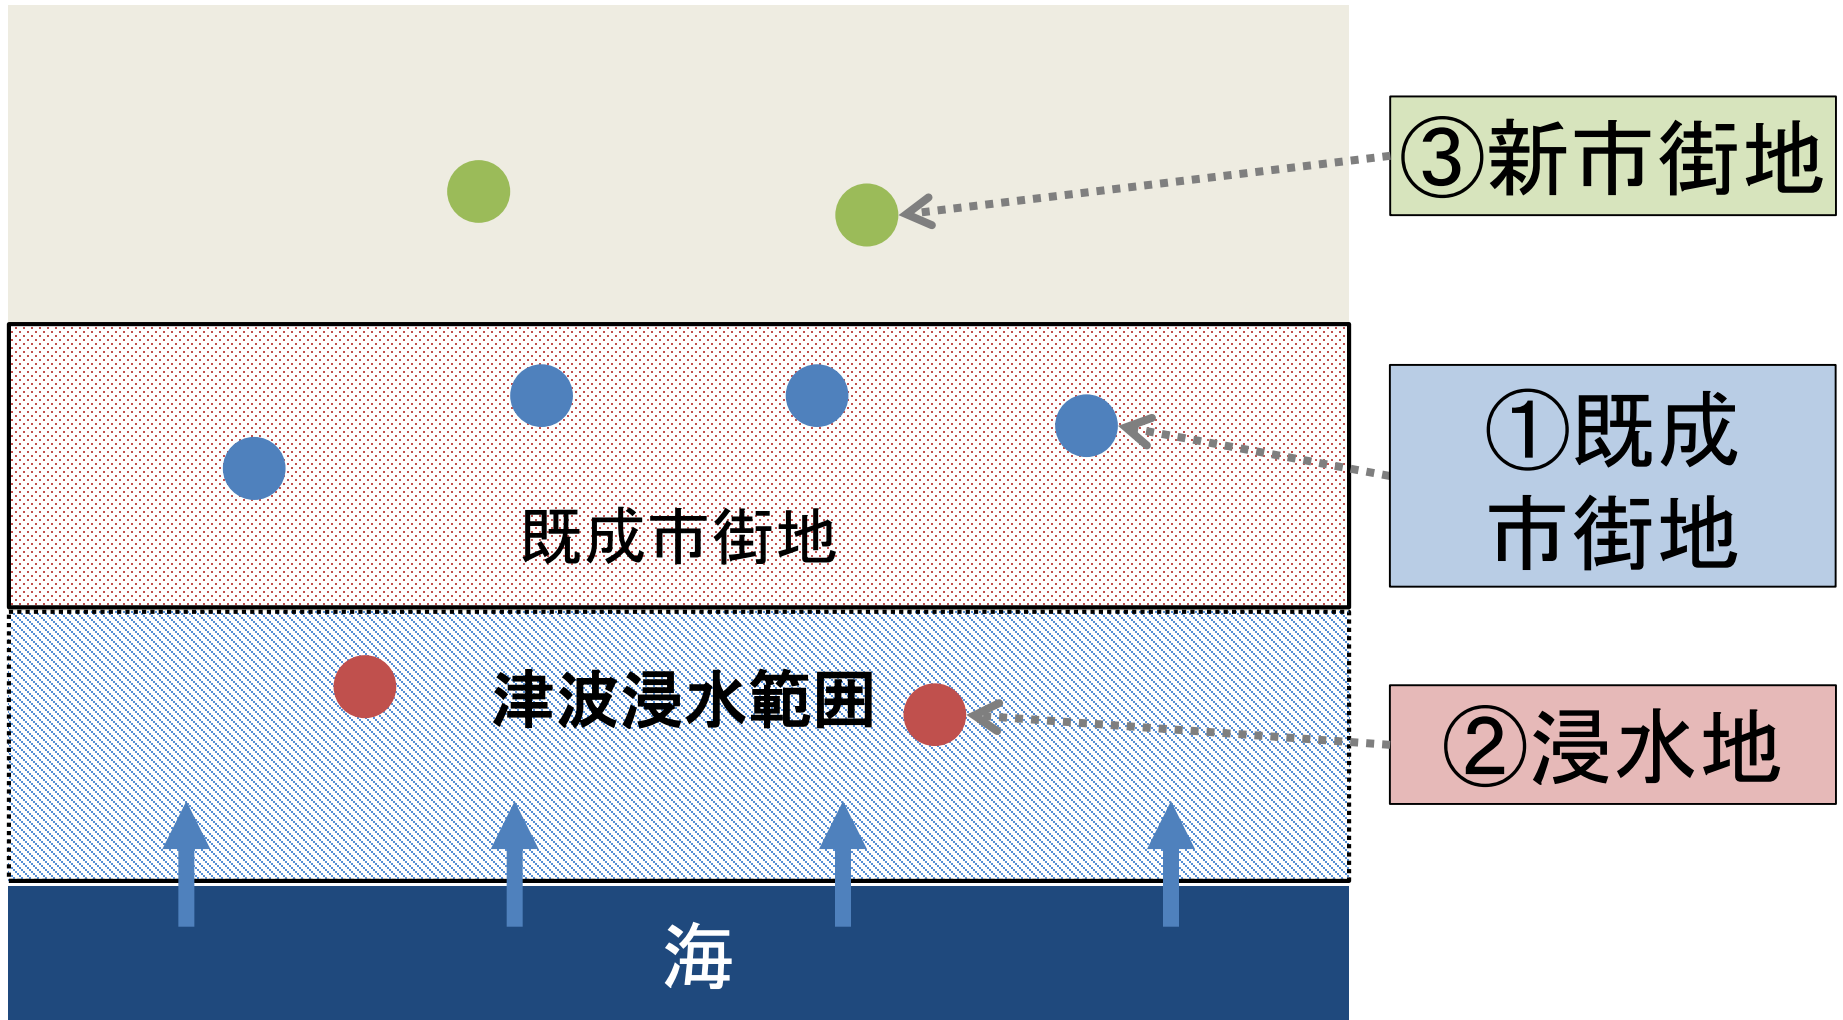 ③新市街地
①既成
市街地
既成市街地
津波浸水範囲
②浸水地
海